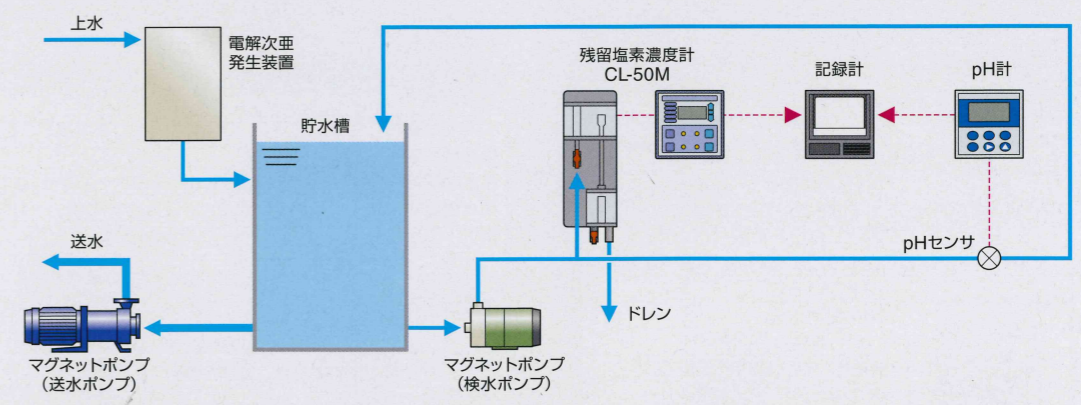 上水
電解次亜
発生装置
貯水槽
残留塩素濃度計
CL-50M
記録計
pH計
送水
pHセンサ
ドレン
マグネットポンプ
（送水ポンプ）
マグネットポンプ
（検水ポンプ）